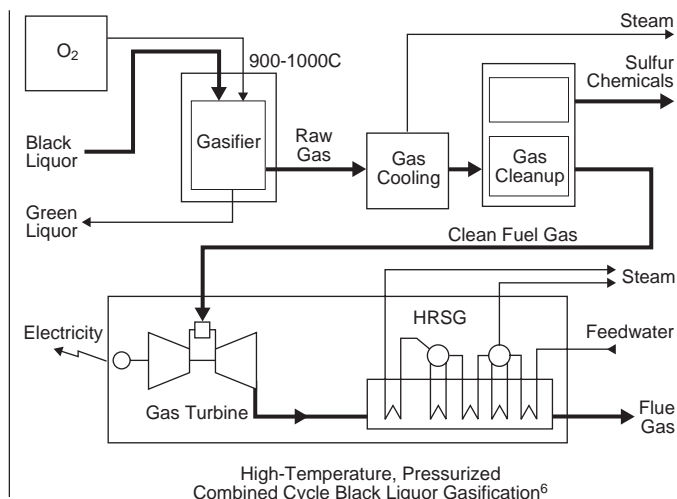 Steam
O₂
900-1000C
Sulfur
Chemicals
Black
Liquor
Gasifier
Raw
Gas
Gas
Cooling
Gas
Cleanup
Green
Liquor
Clean Fuel Gas
Steam
Electricity
HRSG
Feedwater
Gas Turbine
Flue
Gas
High-Temperature, Pressurized
Combined Cycle Black Liquor Gasification⁶